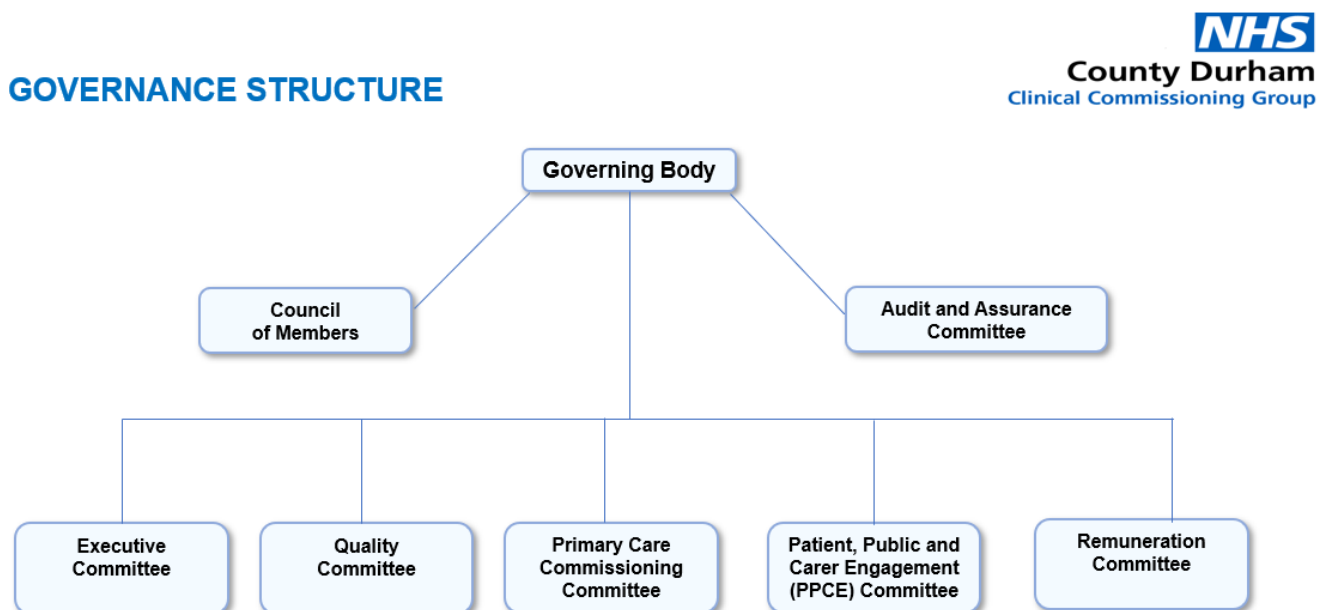 NHS
County Durham
Clinical Commissioning Group
GOVERNANCE STRUCTURE
Governing Body
Council
of Members
Audit and Assurance
Committee
Executive
Committee
Quality
Committee
Primary Care
Commissioning
Committee
Patient, Public and
Carer Engagement
(PPCE) Committee
Remuneration
Committee